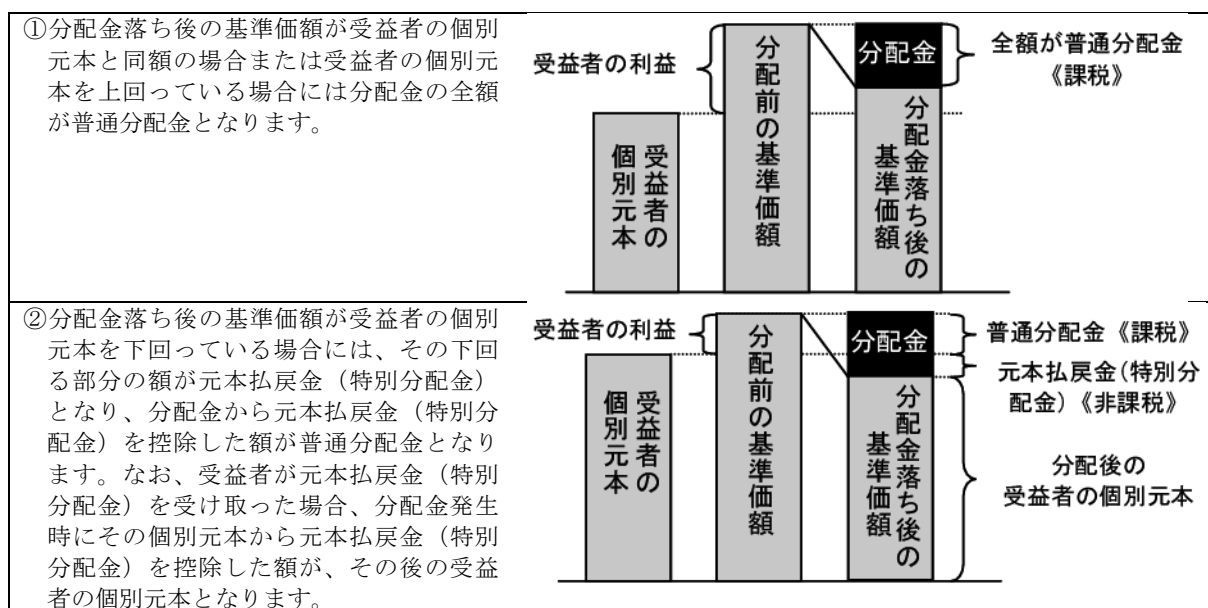 ①分配金落ち後の基準価額が受益者の個別
元本と同額の場合または受益者の個別元
本を上回っている場合には分配金の全額
が普通分配金となります。
受益者の利益
受益者の
個別元本
分配前の基準価額
分配金
分配金落ち後の
基準価額
全額が普通分配金
《課税》
②分配金落ち後の基準価額が受益者の個別
元本を下回っている場合には、その下回
る部分の額が元本払戻金（特別分配金）
となり、分配金から元本払戻金（特別分
配金）を控除した額が普通分配金となり
ます。なお、受益者が元本払戻金（特別
分配金）を受け取った場合、分配金発生
時にその個別元本から元本払戻金（特別
分配金）を控除した額が、その後の受益
者の個別元本となります。
受益者の利益
受益者の
個別元本
分配前の基準価額
分配金
分配金落ち後の
基準価額
普通分配金《課税》
元本払戻金(特別分
配金)《非課税》
分配後の
受益者の個別元本